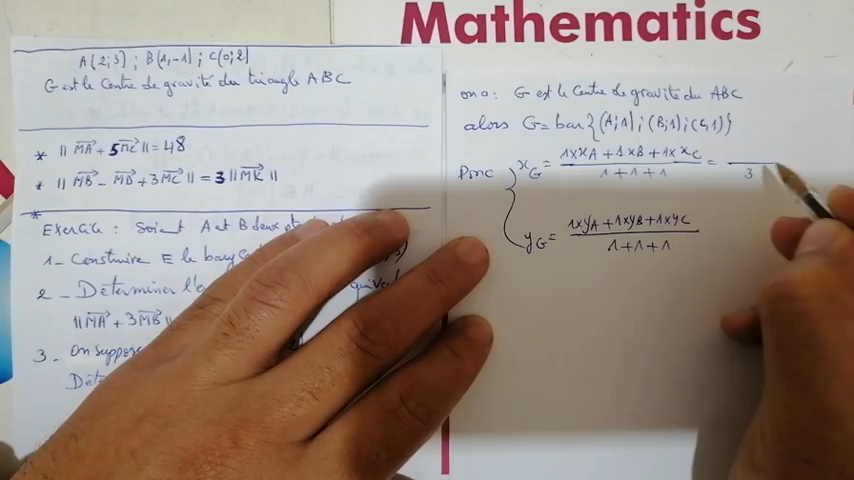 Mathematics
A(2;3) ; B(1,-1) ; C(0;2)
G est le Centre de gravité du triangle ABC
* ||MA + 5MC|| = 48
* ||MB - MD + 3MC|| = 3||MK||
*
Exercice : Soient A et B deux
1- Construire E le bary
2 - Déterminer l'
||MA + 3MB||
3 - On suppose
Dé
on a : G est le Centre de gravité du ABC
alors G = bar{(A;1);(B;1);(C,1)}
Donc x_G = (1×x_A + 1×x_B + 1×x_C)/(1+1+1) = /3
y_G = (1×y_A + 1×y_B + 1×y_C)/(1+1+1)